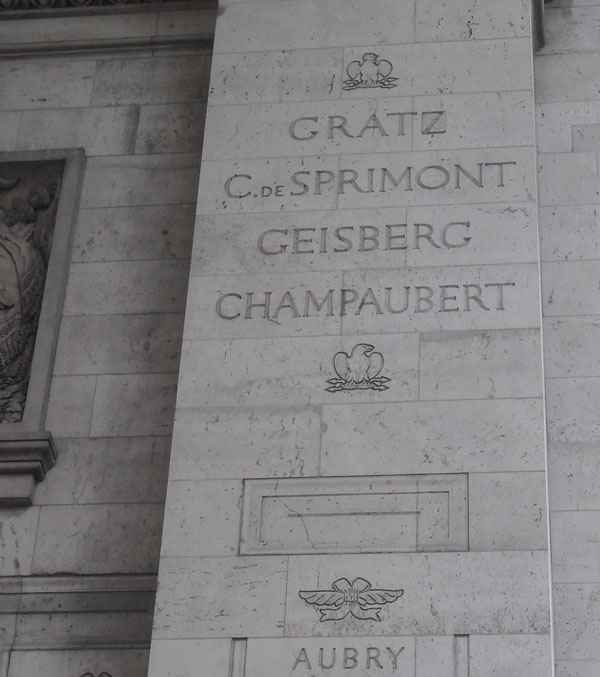 GRATZ
C. DE SPRIMONT
GEISBERG
CHAMPAUBERT
AUBRY